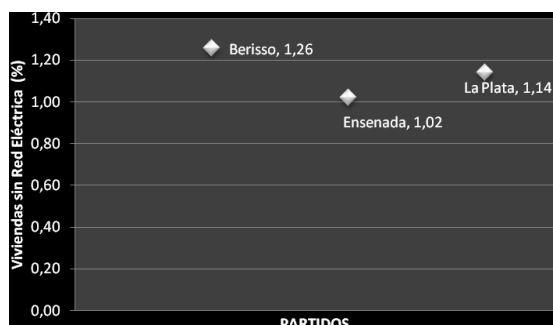 Viviendas sin Red Eléctrica (%)
1,40
1,20
1,00
0,80
0,60
0,40
0,20
0,00
Berisso, 1,26
Ensenada, 1,02
La Plata, 1,14
PARTIDOS